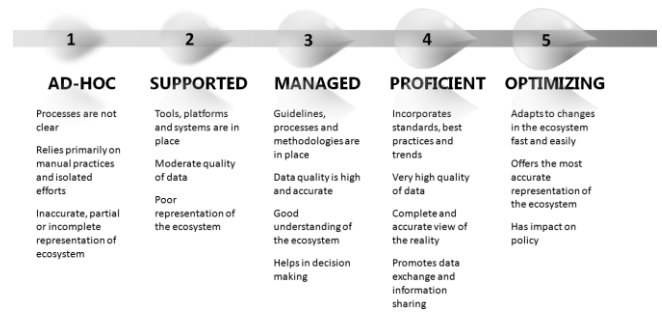 1
AD-HOC
Processes are not
clear
Relies primarily on
manual practices
and isolated
efforts
Inaccurate, partial
or incomplete
representation of
ecosystem
2
SUPPORTED
Tools, platforms
and systems are in
place
Moderate quality
of data
Poor
representation of
the ecosystem
3
MANAGED
Guidelines,
processes and
methodologies are
in place
Data quality is high
and accurate
Good
understanding of
the ecosystem
Helps in decision
making
4
PROFICIENT
Incorporates
standards, best
practices and
trends
Very high quality
of data
Complete and
accurate view of
the reality
Promotes data
exchange and
information
sharing
5
OPTIMIZING
Adapts to changes
in the ecosystem
fast and easily
Offers the most
accurate
representation of
the ecosystem
Has impact on
policy